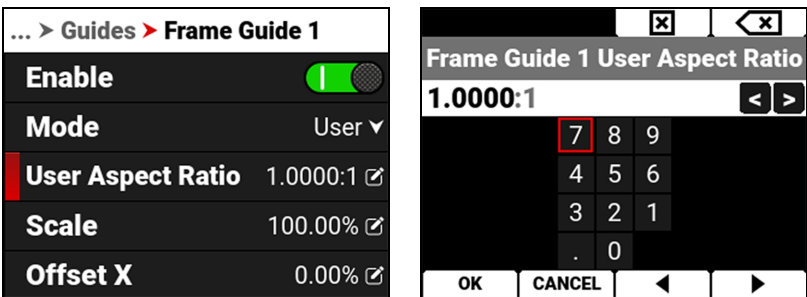 ... > Guides > Frame Guide 1
Enable
Mode User
User Aspect Ratio 1.0000:1
Scale 100.00%
Offset X 0.00%
Frame Guide 1 User Aspect Ratio
1.0000:1 < >
7 8 9
4 5 6
3 2 1
. 0
OK CANCEL